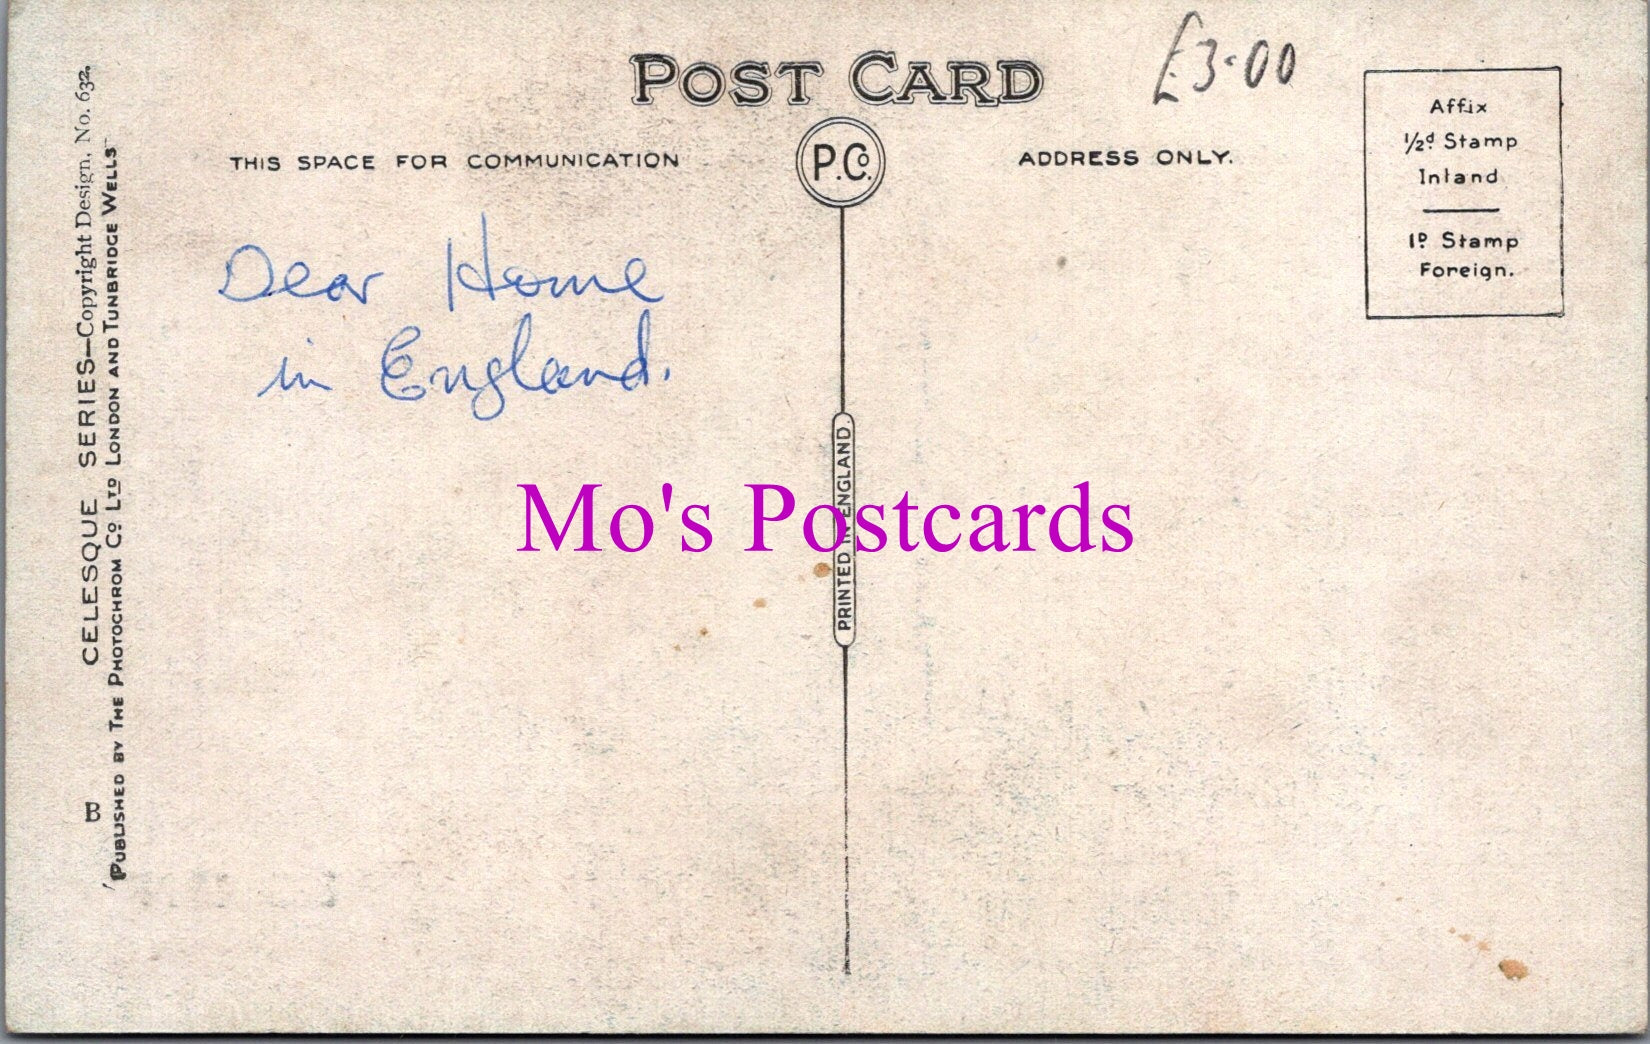 POST CARD
£3.00
THIS SPACE FOR COMMUNICATION
P.Co.
ADDRESS ONLY.
Affix
½d. Stamp
Inland
1D Stamp
Foreign.
Dear Home
in England.
PRINTED IN ENGLAND.
Mo's Postcards
B CELESQUE SERIES—Copyright Design, No. 632.
PUBLISHED BY THE PHOTOCHROM CO LTD LONDON AND TUNBRIDGE WELLS